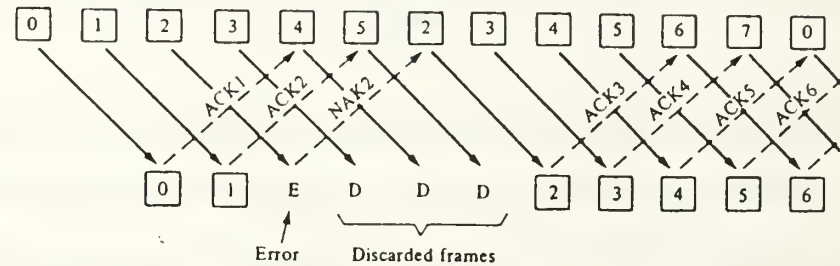 0 1 2 3 4 5 2 3 4 5 6 7 0
ACK1 ACK2 NAK2 ACK3 ACK4 ACK5 ACK6
0 1 E D D D 2 3 4 5 6
Error Discarded frames